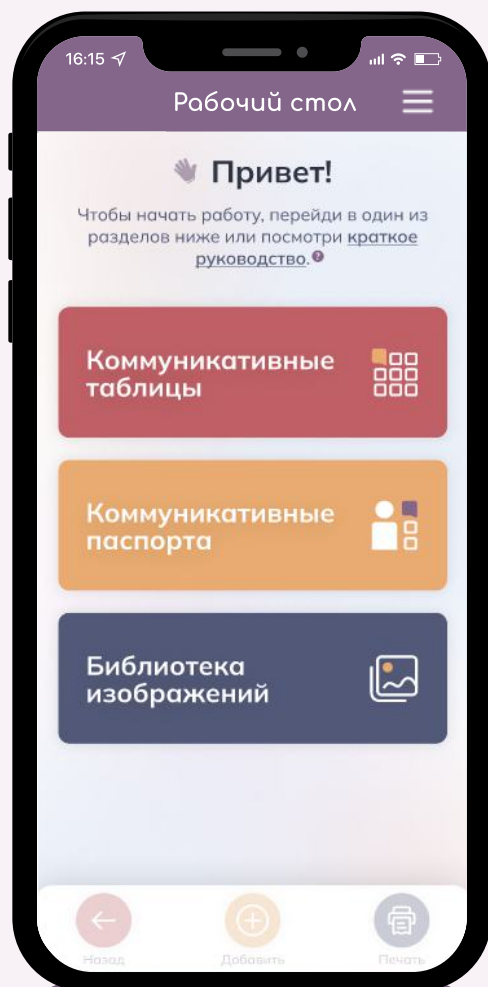 16:15
Рабочий стол
Привет!
Чтобы начать работу, перейди в один из
разделов ниже или посмотри краткое
руководство.?
Коммуникативные
таблицы
Коммуникативные
паспорта
Библиотека
изображений
Назад Добавить Печать